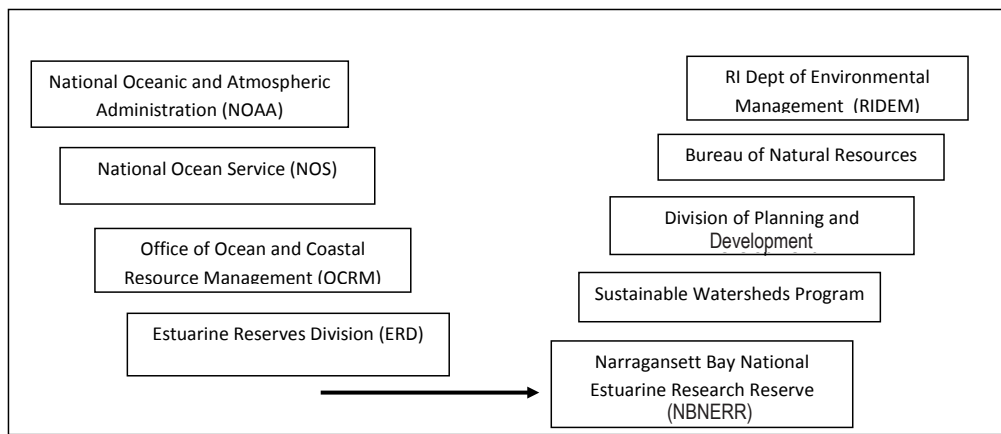 National Oceanic and Atmospheric
Administration (NOAA)
National Ocean Service (NOS)
Office of Ocean and Coastal
Resource Management (OCRM)
Estuarine Reserves Division (ERD)
RI Dept of Environmental
Management (RIDEM)
Bureau of Natural Resources
Division of Planning and
Development
Sustainable Watersheds Program
Narragansett Bay National
Estuarine Research Reserve
(NBNERR)